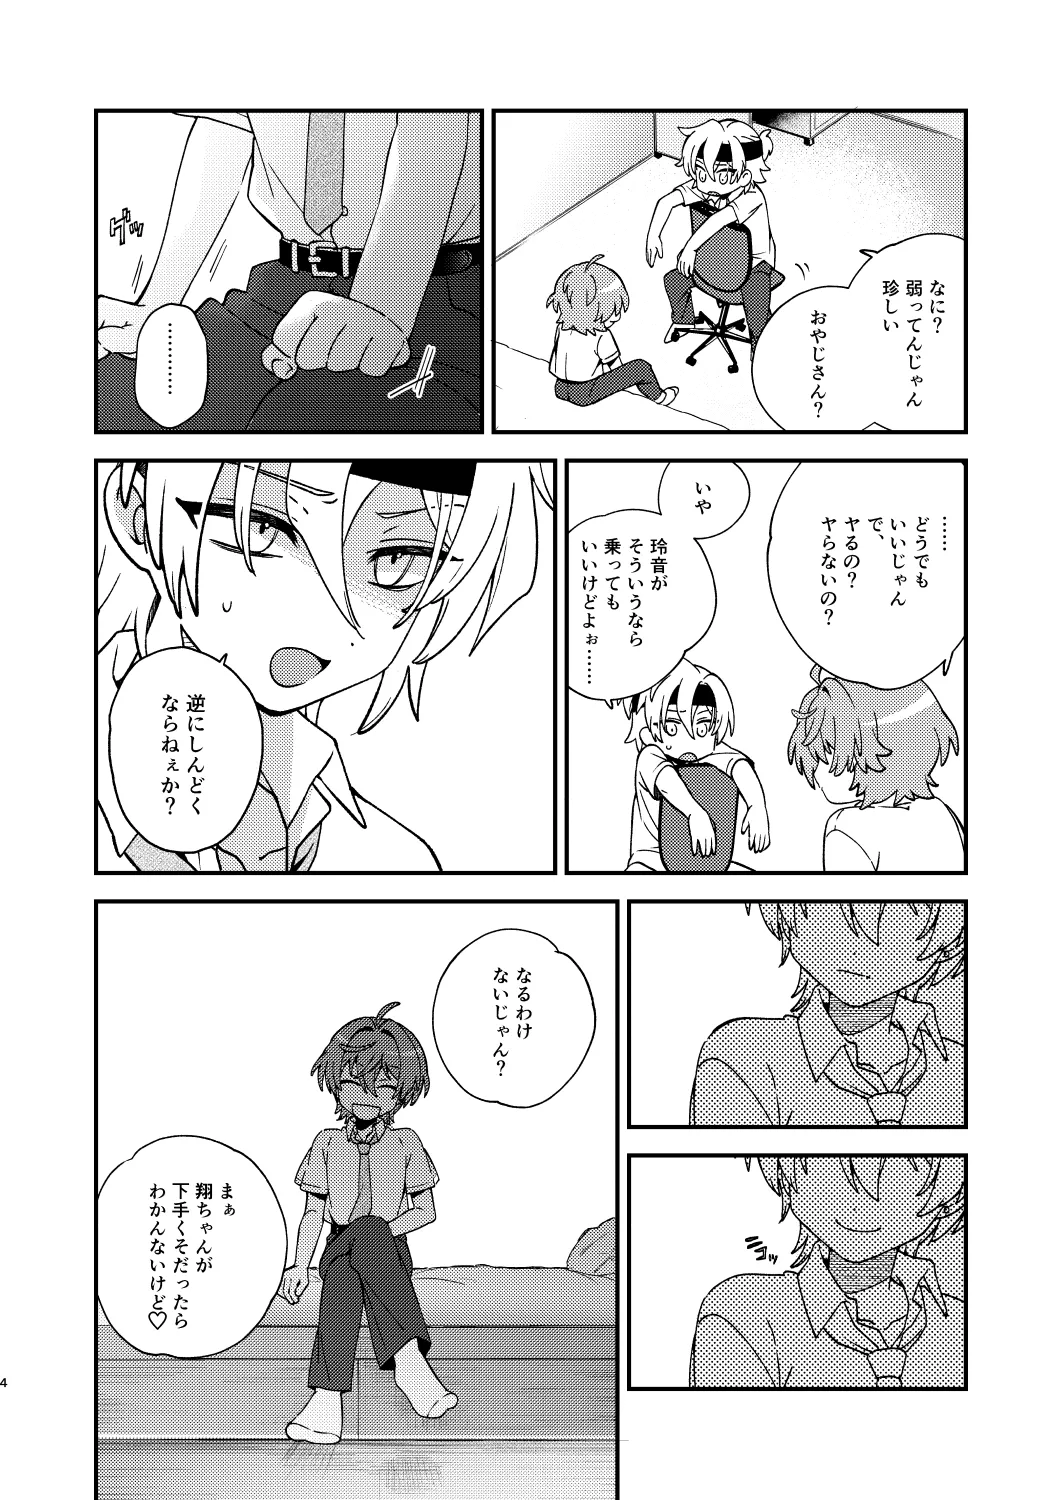 なに？
弱ってんじゃん
珍しい
おやじさん？
ゲッ
………
……
どうでも
いいじゃん
で、
ヤるの？
ヤらないの？
いや
玲音が
そういうなら
乗っても
いいけどよぉ……
逆にしんどく
ならねぇか？
ニコッ
なるわけ
ないじゃん？
まぁ
翔ちゃんが
下手くそだったら
わかんないけど♡
4